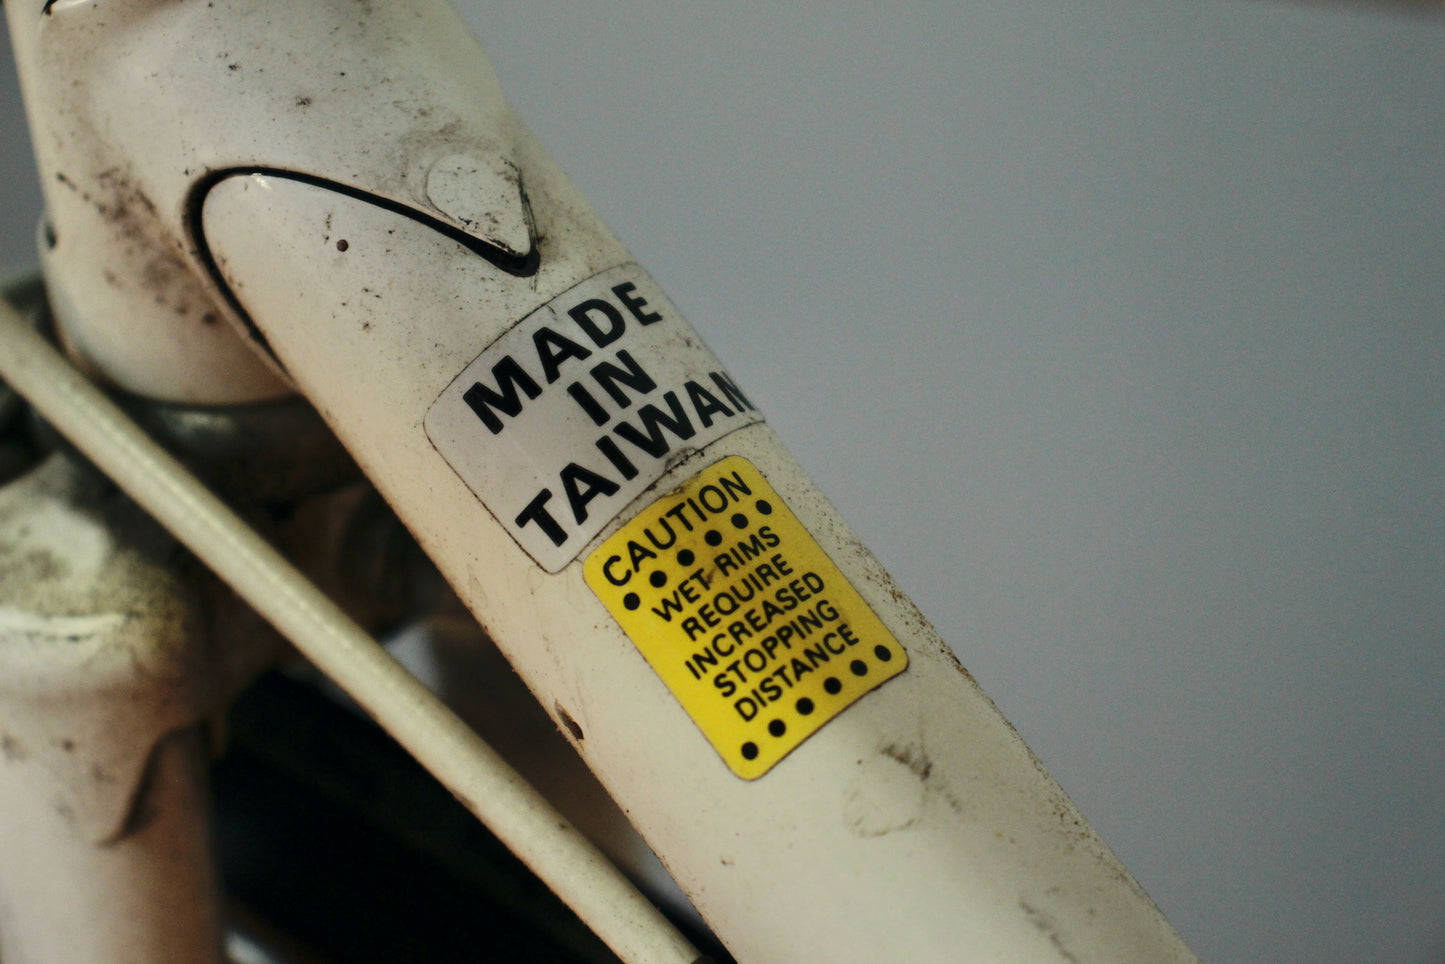 MADE
IN
TAIWAN
CAUTION
WET RIMS
REQUIRE
INCREASED
STOPPING
DISTANCE